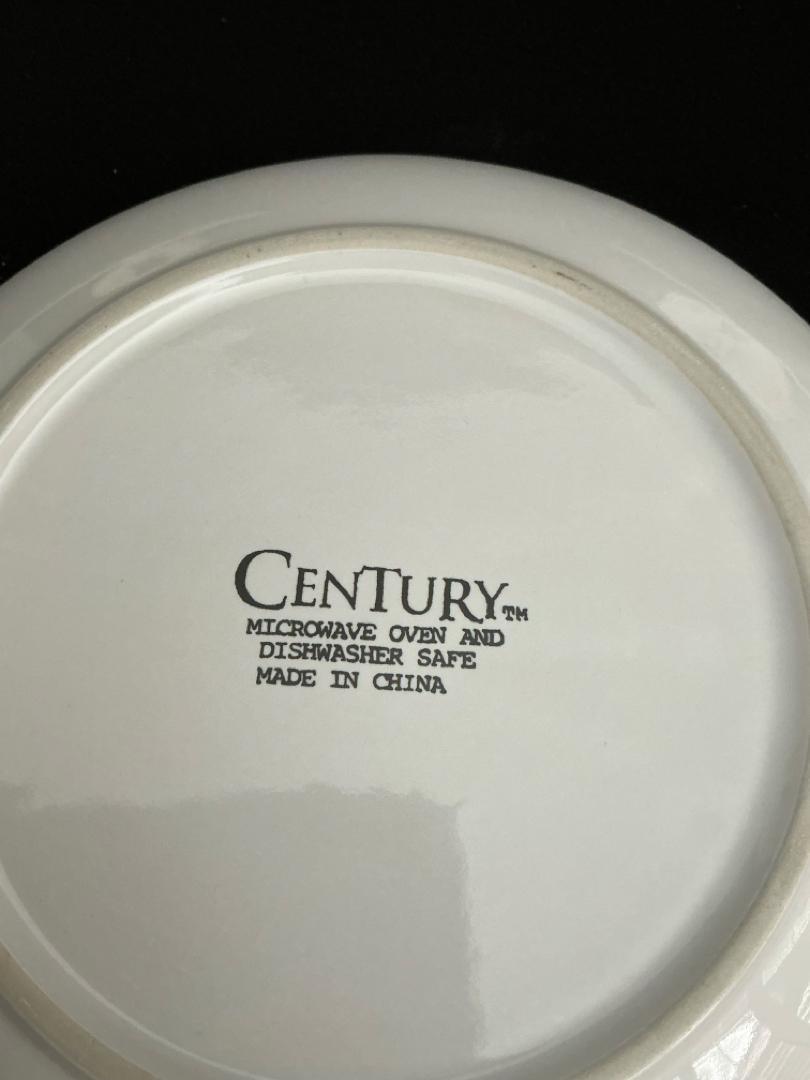 CENTURY™
MICROWAVE OVEN AND
DISHWASHER SAFE
MADE IN CHINA